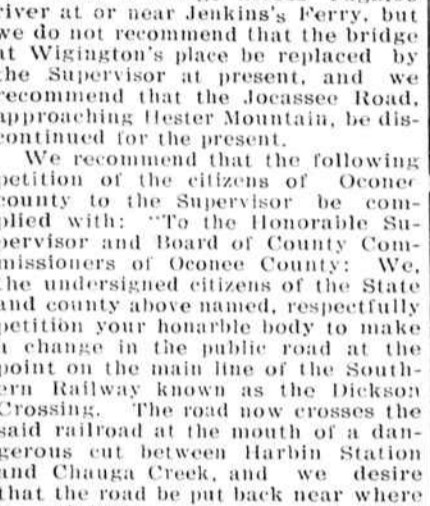 river at or near Jenkins's Ferry, but
we do not recommend that the bridge
at Wigington's place be replaced by
the Supervisor at present, and we
recommend that the Jocassee Road,
approaching Hester Mountain, be dis-
continued for the present.
We recommend that the following
petition of the citizens of Oconee
county to the Supervisor be com-
plied with: "To the Honorable Su-
pervisor and Board of County Com-
missioners of Oconee County: We,
the undersigned citizens of the State
and county above named, respectfully
petition your honarble body to make
a change in the public road at the
point on the main line of the South-
ern Railway known as the Dickson
Crossing. The road now crosses the
said railroad at the mouth of a dan-
gerous cut between Harbin Station
and Chauga Creek, and we desire
that the road be put back near where